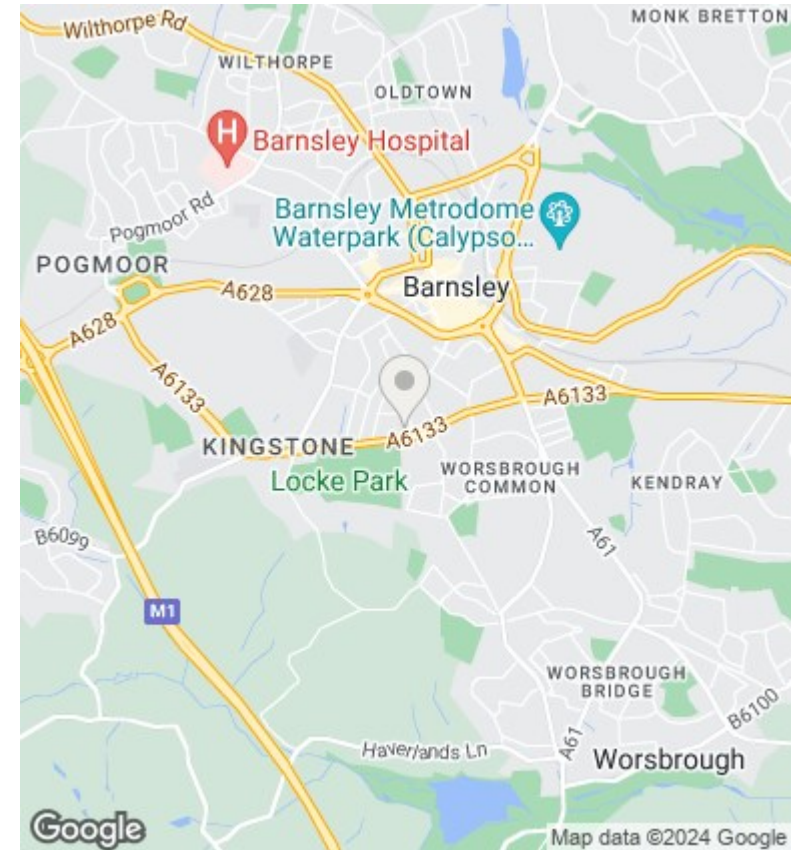 MONK BRETTON
Wilthorpe Rd
WILTHORPE
OLDTOWN
H
Barnsley Hospital
Pogmoor Rd
Barnsley Metrodome
Waterpark (Calypso...
POGMOOR
A628
Barnsley
A628
A6133
A6133
A6133
KINGSTONE
Locke Park
WORSBROUGH
COMMON
KENDRAY
B6099
A61
M1
WORSBROUGH
BRIDGE
B6100
A61
Haverlands Ln
Worsbrough
Google
Map data ©2024 Google